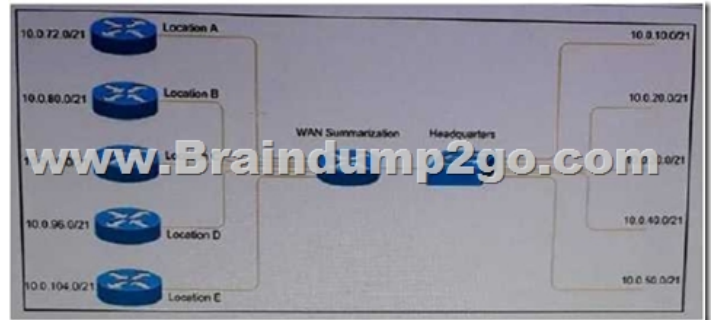 10.0.72.0/21
Location A
10.0.10.0/21
10.0.80.0/21
Location B
10.0.20.0/21
WAN Summarization
Headquarters
www.Braindump2go.com
10.0.96.0/21
Location D
10.0.40.0/21
10.0.104.0/21
Location E
10.0.50.0/21